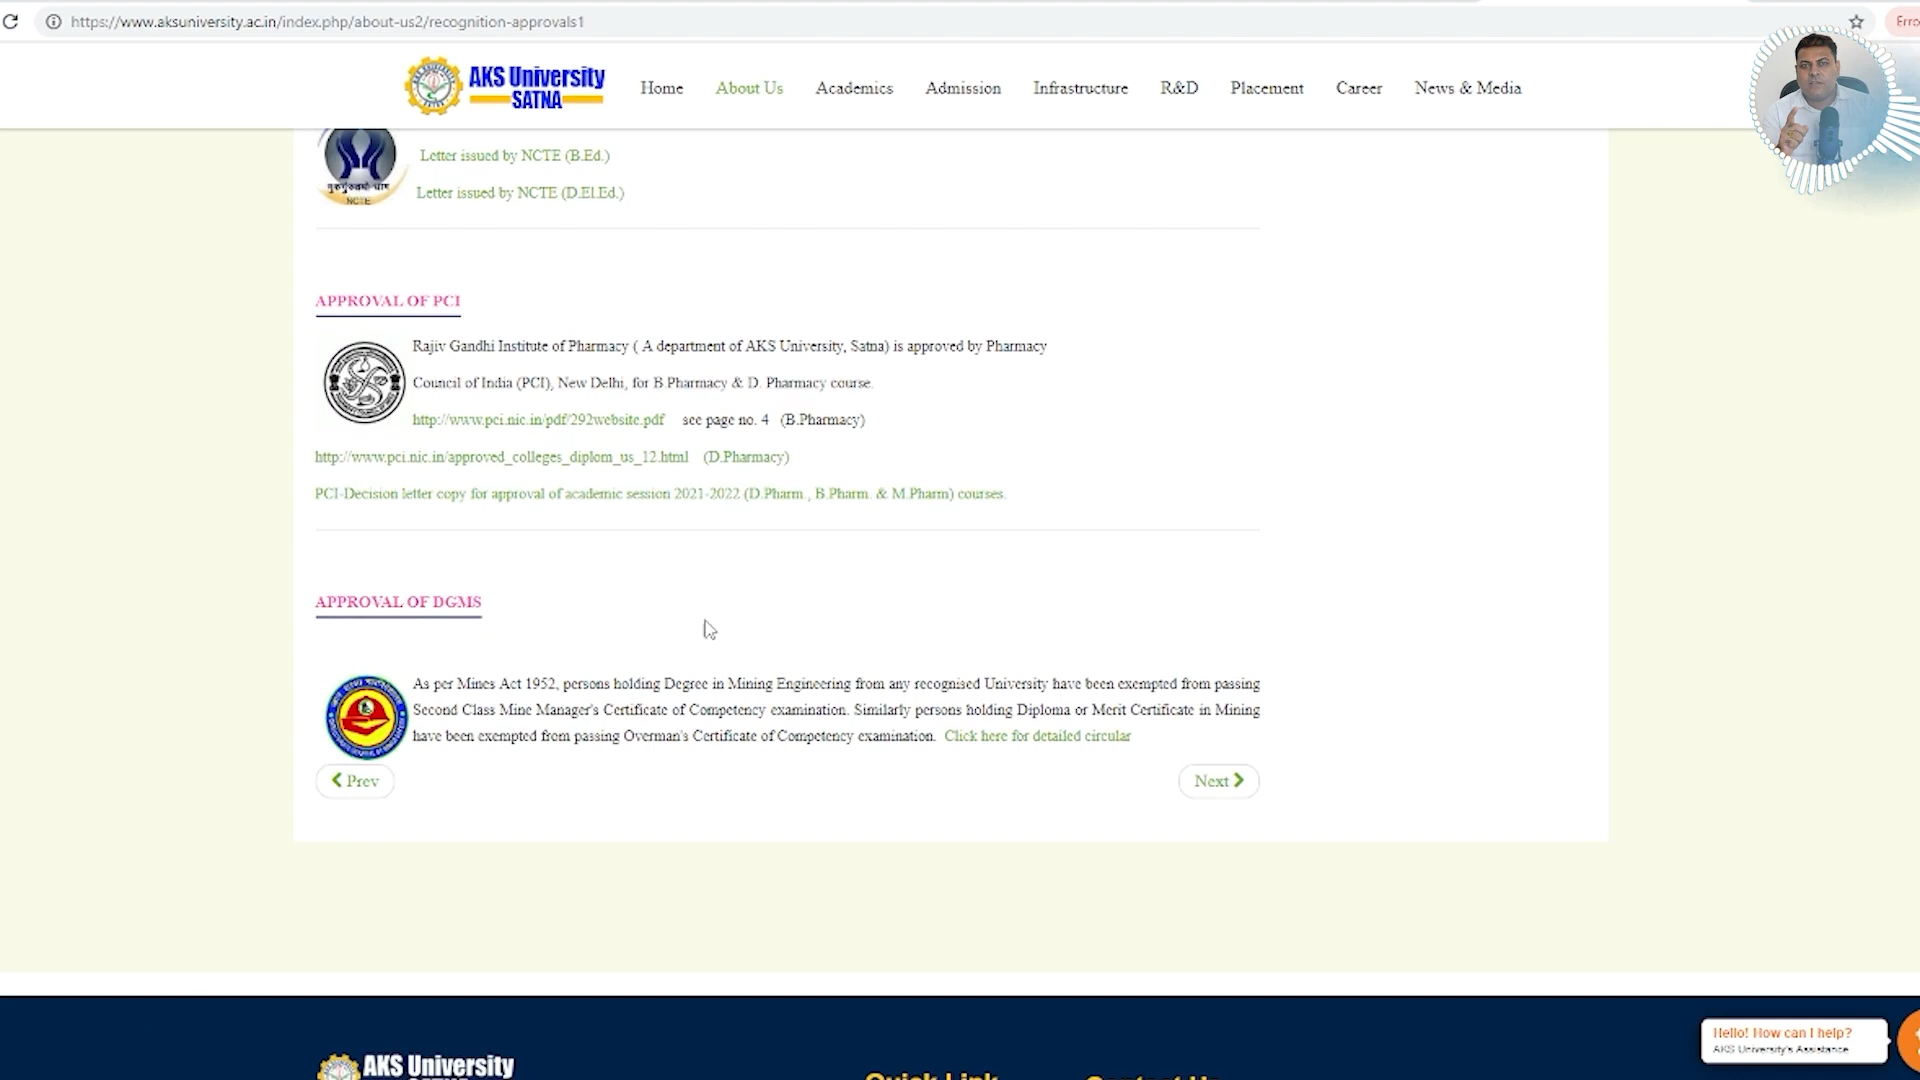 https://www.aksuniversity.ac.in/index.php/about-us2/recognition-approvals1
Erro
AKS University
SATNA
Home About Us Academics Admission Infrastructure R&D Placement Career News & Media
NCTE
Letter issued by NCTE (B.Ed.)
Letter issued by NCTE (D.El.Ed.)
APPROVAL OF PCI
Rajiv Gandhi Institute of Pharmacy ( A department of AKS University, Satna) is approved by Pharmacy
Council of India (PCI), New Delhi, for B Pharmacy & D. Pharmacy course.
http://www.pci.nic.in/pdf/292website.pdf see page no. 4 (B.Pharmacy)
http://www.pci.nic.in/approved_colleges_diplom_us_12.html (D.Pharmacy)
PCI-Decision letter copy for approval of academic session 2021-2022 (D.Pharm., B.Pharm. & M.Pharm) courses.
APPROVAL OF DGMS
As per Mines Act 1952, persons holding Degree in Mining Engineering from any recognised University have been exempted from passing
Second Class Mine Manager's Certificate of Competency examination. Similarly persons holding Diploma or Merit Certificate in Mining
have been exempted from passing Overman's Certificate of Competency examination. Click here for detailed circular
Prev
Next
Hello! How can I help?
AKS University's Assistance
AKS University
Quick Link